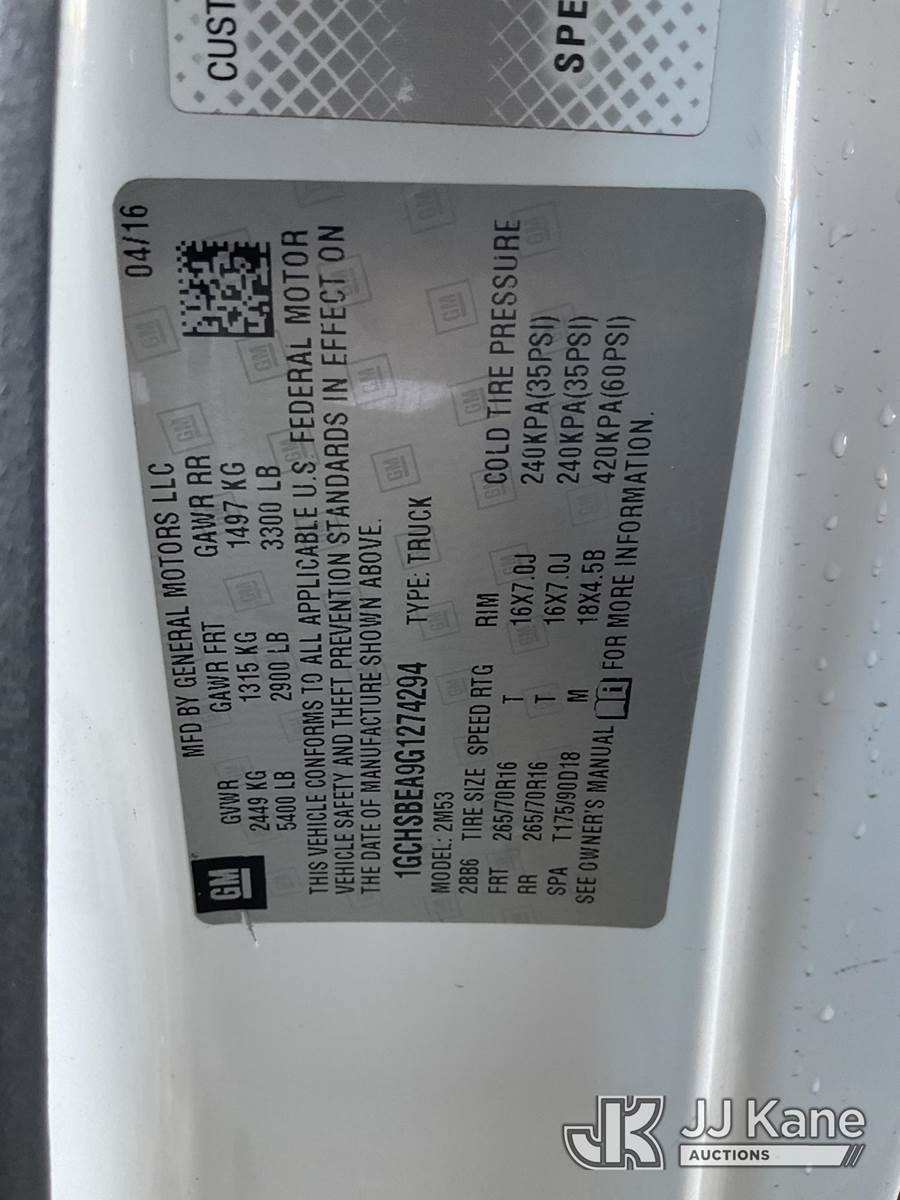 CUST
SPE
MFD BY GENERAL MOTORS LLC 04/16
GM
GVWR GAWR FRT GAWR RR
2449 KG 1315 KG 1497 KG
5400 LB 2900 LB 3300 LB
THIS VEHICLE CONFORMS TO ALL APPLICABLE U.S. FEDERAL MOTOR
VEHICLE SAFETY AND THEFT PREVENTION STANDARDS IN EFFECT ON
THE DATE OF MANUFACTURE SHOWN ABOVE.
1GCHSBEA9G1274294 TYPE: TRUCK
MODEL: 2M53
2BB6 TIRE SIZE SPEED RTG RIM COLD TIRE PRESSURE
FRT 265/70R16 T 16X7.0J 240KPA(35PSI)
RR 265/70R16 T 16X7.0J 240KPA(35PSI)
SPA T175/90D18 M 18X4.5B 420KPA(60PSI)
SEE OWNER'S MANUAL i FOR MORE INFORMATION.
JK JJ Kane
AUCTIONS